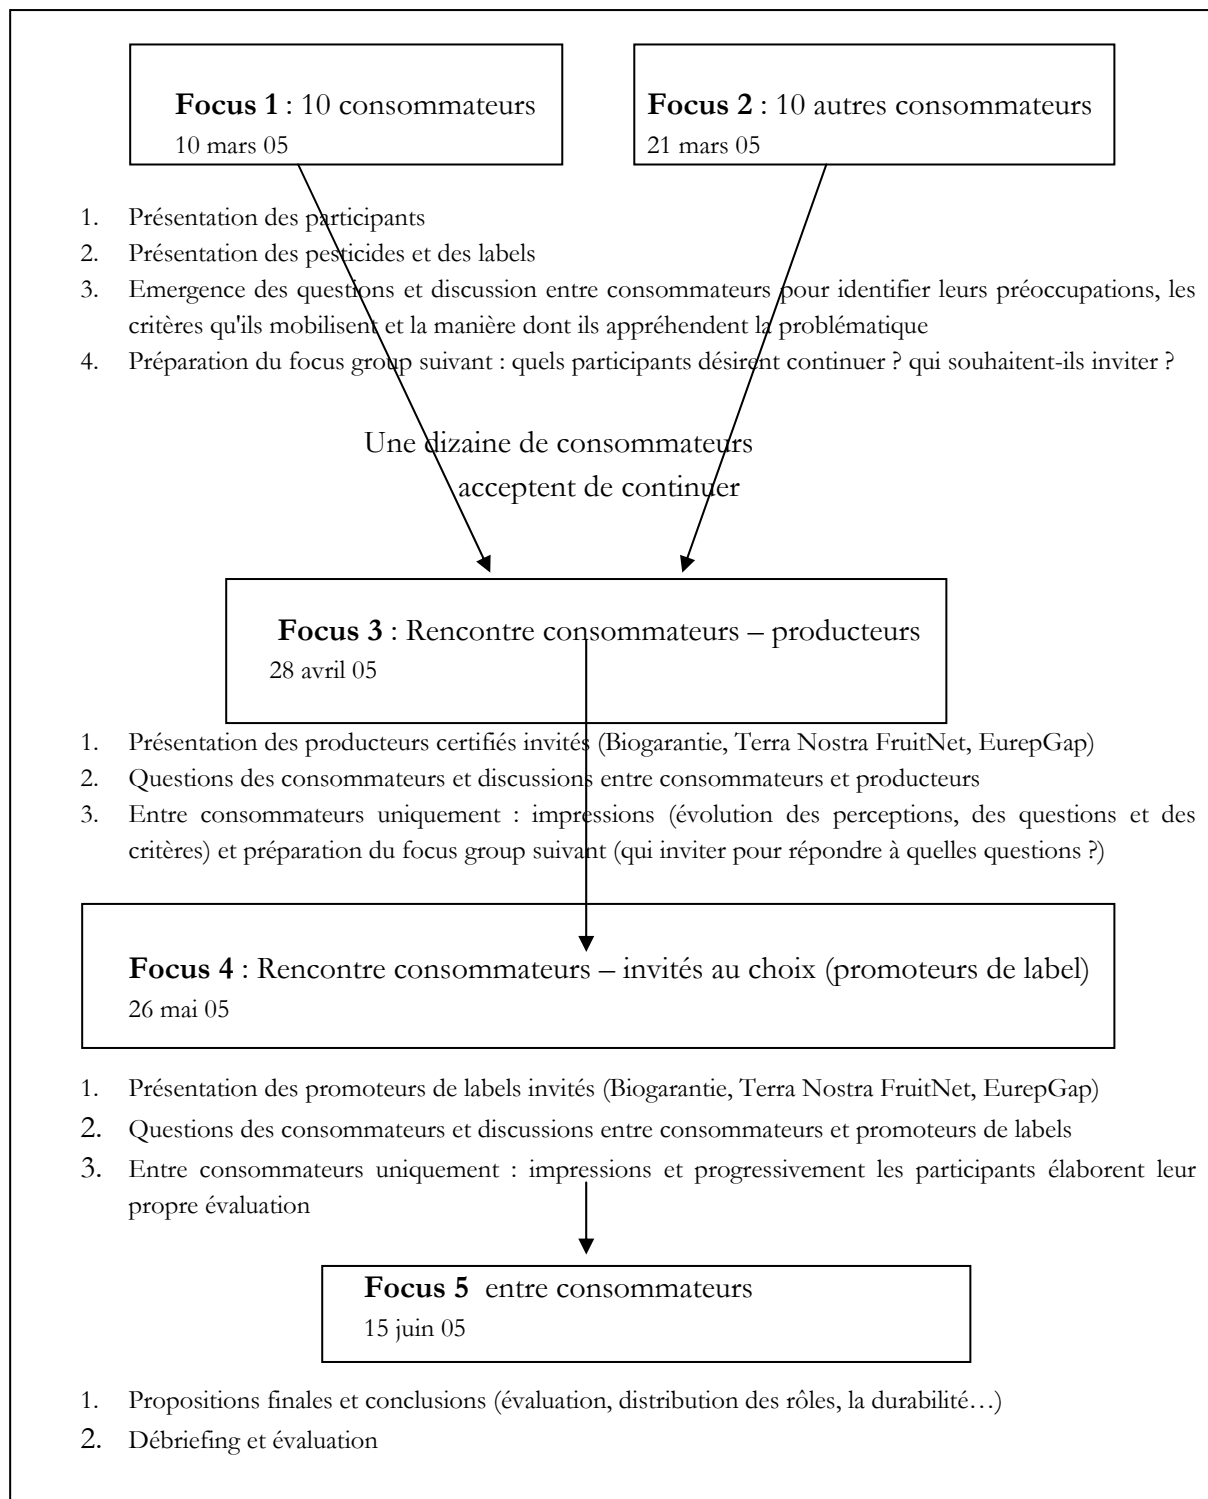 Focus 1 : 10 consommateurs
10 mars 05
Focus 2 : 10 autres consommateurs
21 mars 05
1. Présentation des participants
2. Présentation des pesticides et des labels
3. Emergence des questions et discussion entre consommateurs pour identifier leurs préoccupations, les
critères qu'ils mobilisent et la manière dont ils appréhendent la problématique
4. Préparation du focus group suivant : quels participants désirent continuer ? qui souhaitent-ils inviter ?
Une dizaine de consommateurs
acceptent de continuer
Focus 3 : Rencontre consommateurs – producteurs
28 avril 05
1. Présentation des producteurs certifiés invités (Biogarantie, Terra Nostra FruitNet, EurepGap)
2. Questions des consommateurs et discussions entre consommateurs et producteurs
3. Entre consommateurs uniquement : impressions (évolution des perceptions, des questions et des
critères) et préparation du focus group suivant (qui inviter pour répondre à quelles questions ?)
Focus 4 : Rencontre consommateurs – invités au choix (promoteurs de label)
26 mai 05
1. Présentation des promoteurs de labels invités (Biogarantie, Terra Nostra FruitNet, EurepGap)
2. Questions des consommateurs et discussions entre consommateurs et promoteurs de labels
3. Entre consommateurs uniquement : impressions et progressivement les participants élaborent leur
propre évaluation
Focus 5 entre consommateurs
15 juin 05
1. Propositions finales et conclusions (évaluation, distribution des rôles, la durabilité…)
2. Débriefing et évaluation